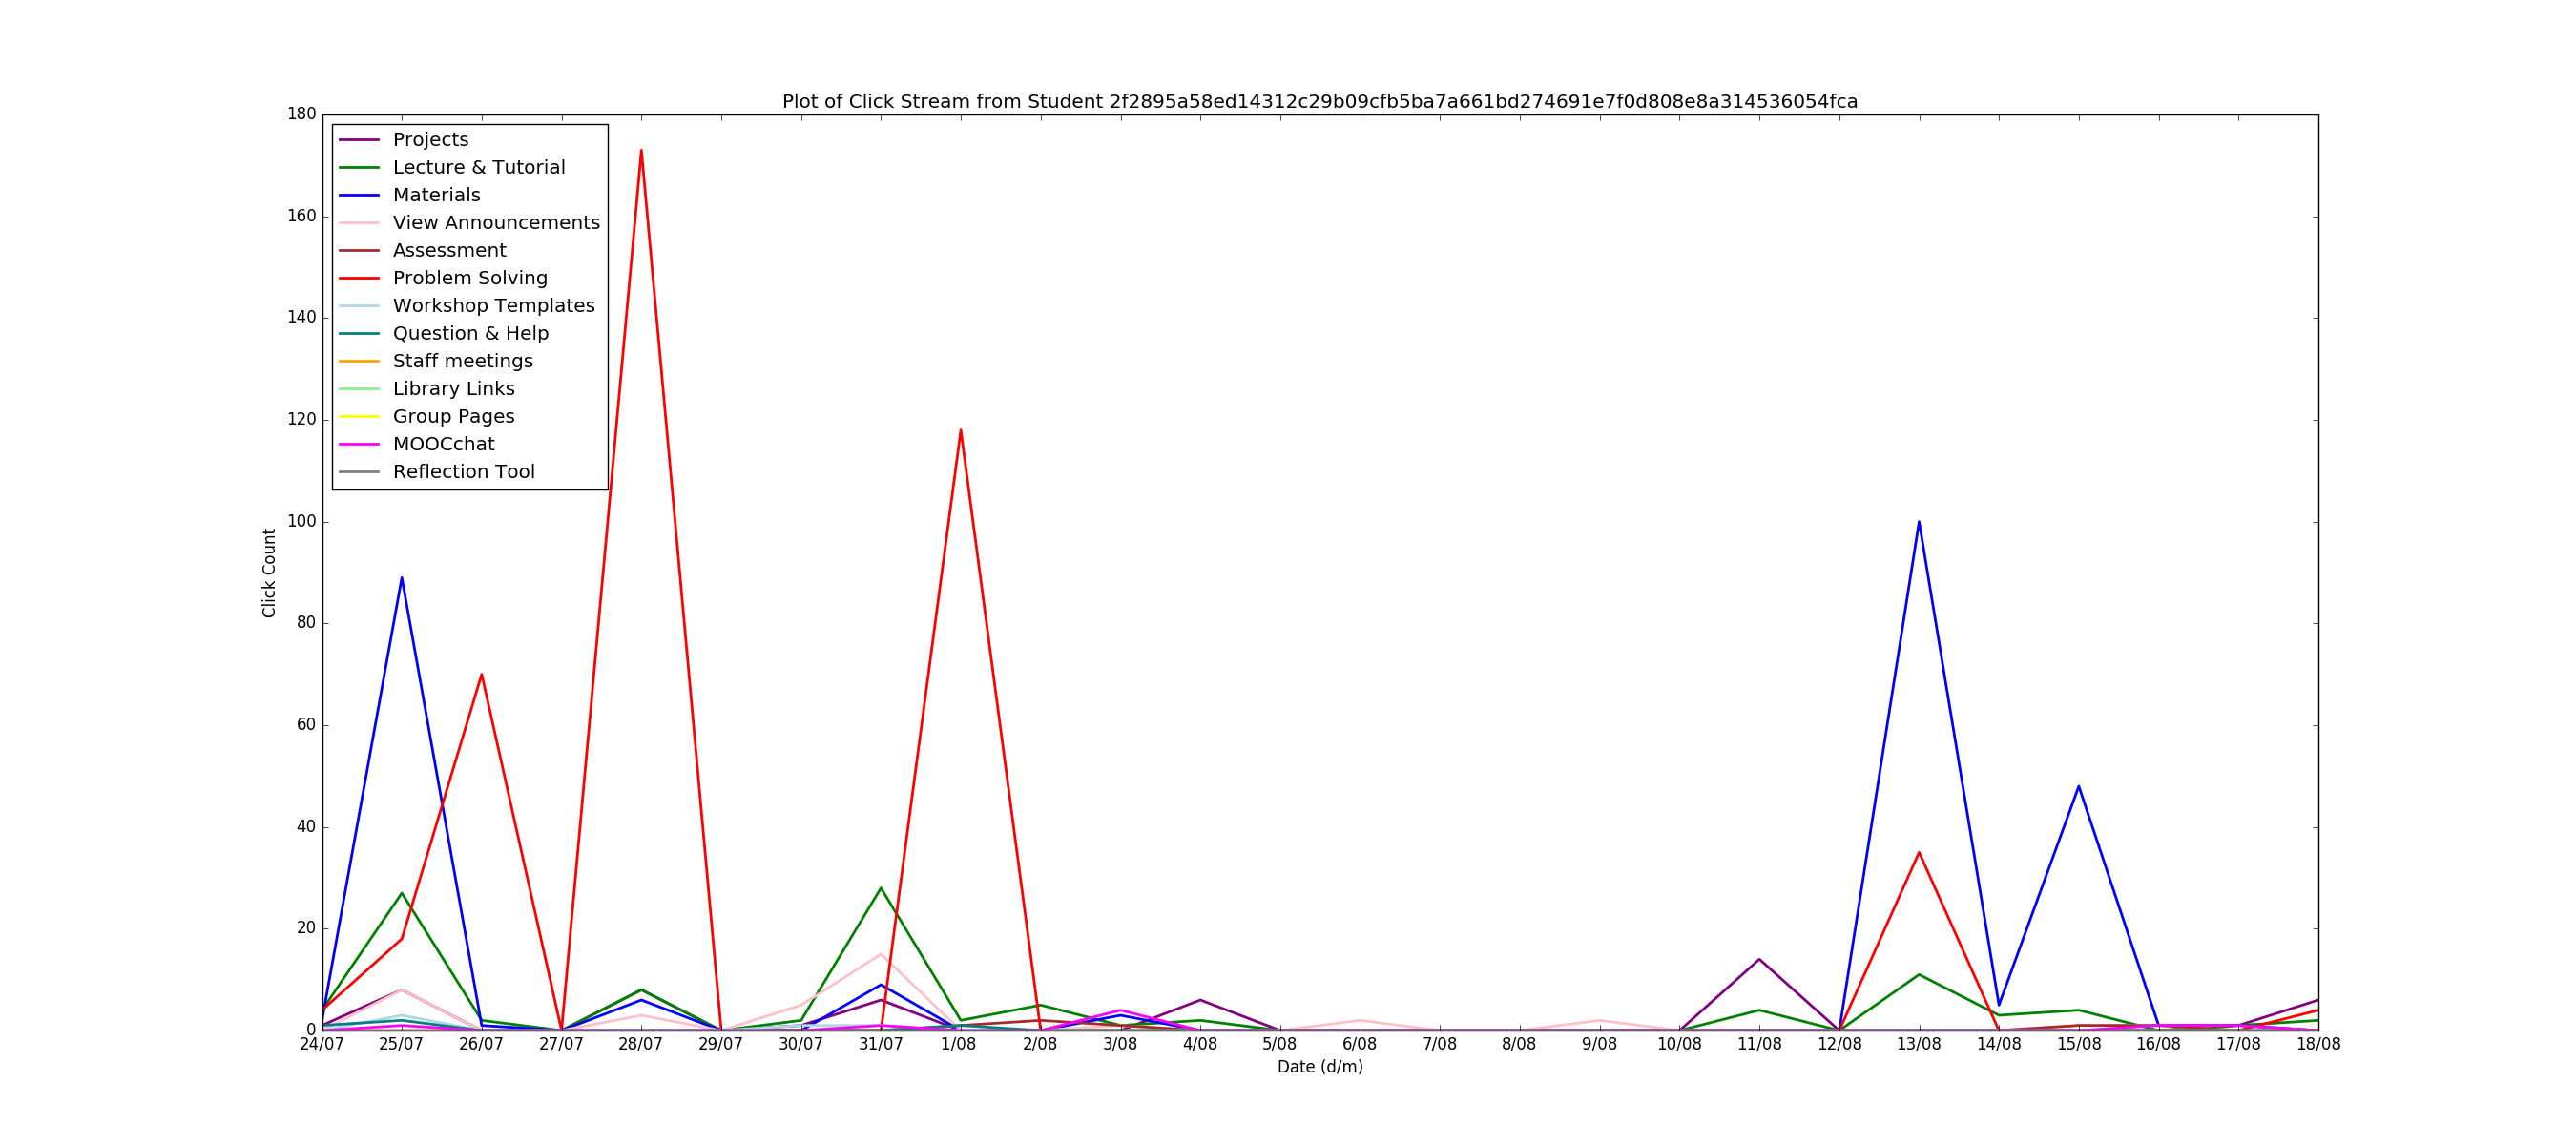 Plot of Click Stream from Student 2f2895a58ed14312c29b09cfb5ba7a661bd274691e7f0d808e8a314536054fca
180
160
140
120
100
80
60
40
20
0
Click Count
Projects
Lecture & Tutorial
Materials
View Announcements
Assessment
Problem Solving
Workshop Templates
Question & Help
Staff meetings
Library Links
Group Pages
MOOCchat
Reflection Tool
24/07 25/07 26/07 27/07 28/07 29/07 30/07 31/07 1/08 2/08 3/08 4/08 5/08 6/08 7/08 8/08 9/08 10/08 11/08 12/08 13/08 14/08 15/08 16/08 17/08 18/08
Date (d/m)